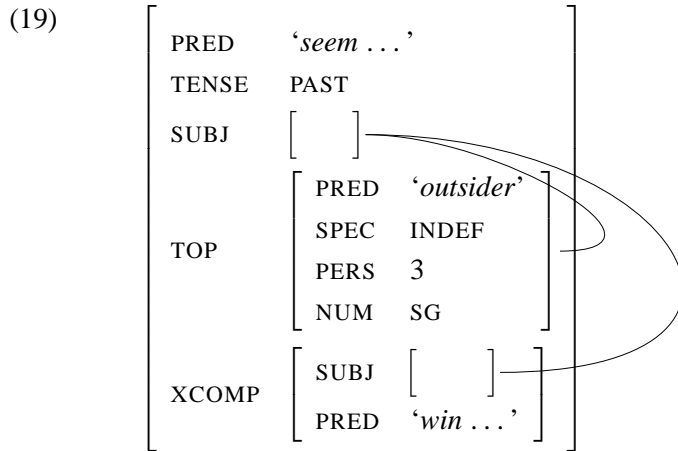 (19)
PRED ‘seem . . .’
TENSE PAST
SUBJ
PRED ‘outsider’
SPEC INDEF
TOP
PERS 3
NUM SG
SUBJ
XCOMP
PRED ‘win . . .’